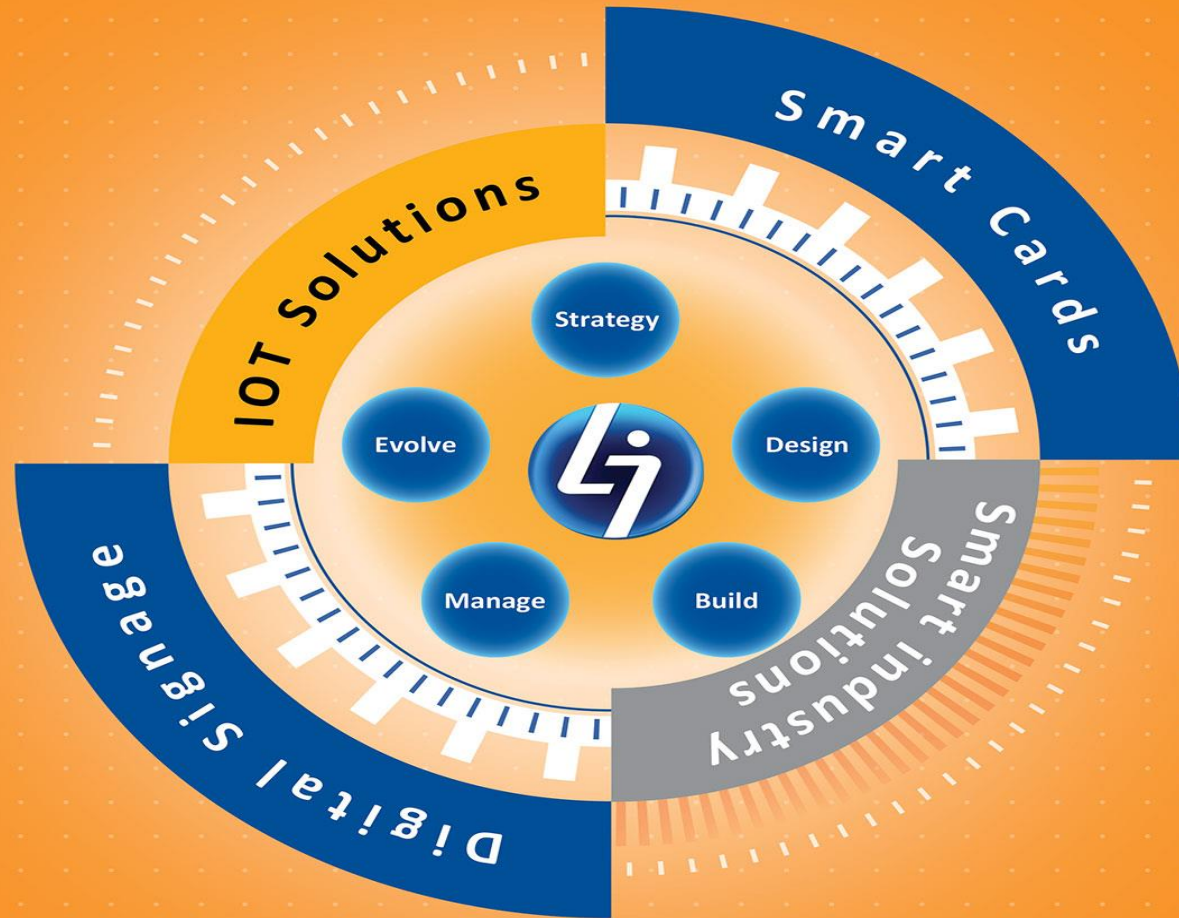 Smart Cards
IOT Solutions
Strategy
Evolve
Design
Manage
Build
Smart industry
Solutions
Digital Signage